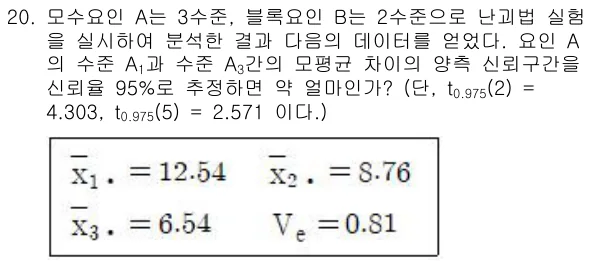 20. 모수요인 A는 3수준, 블록요인 B는 2수준으로 난괴법 실험
을 실시하여 분석한 결과 다음의 데이터를 얻었다. 요인 A
의 수준 A₁과 수준 A₃간의 모평균 차이의 양측 신뢰구간을
신뢰율 95%로 추정하면 약 얼마인가? (단, t₀.₉₇₅(2) =
4.303, t₀.₉₇₅(5) = 2.571 이다.)
x̄₁. = 12.54 x̄₂. = 8.76
x̄₃. = 6.54 Vₑ = 0.81